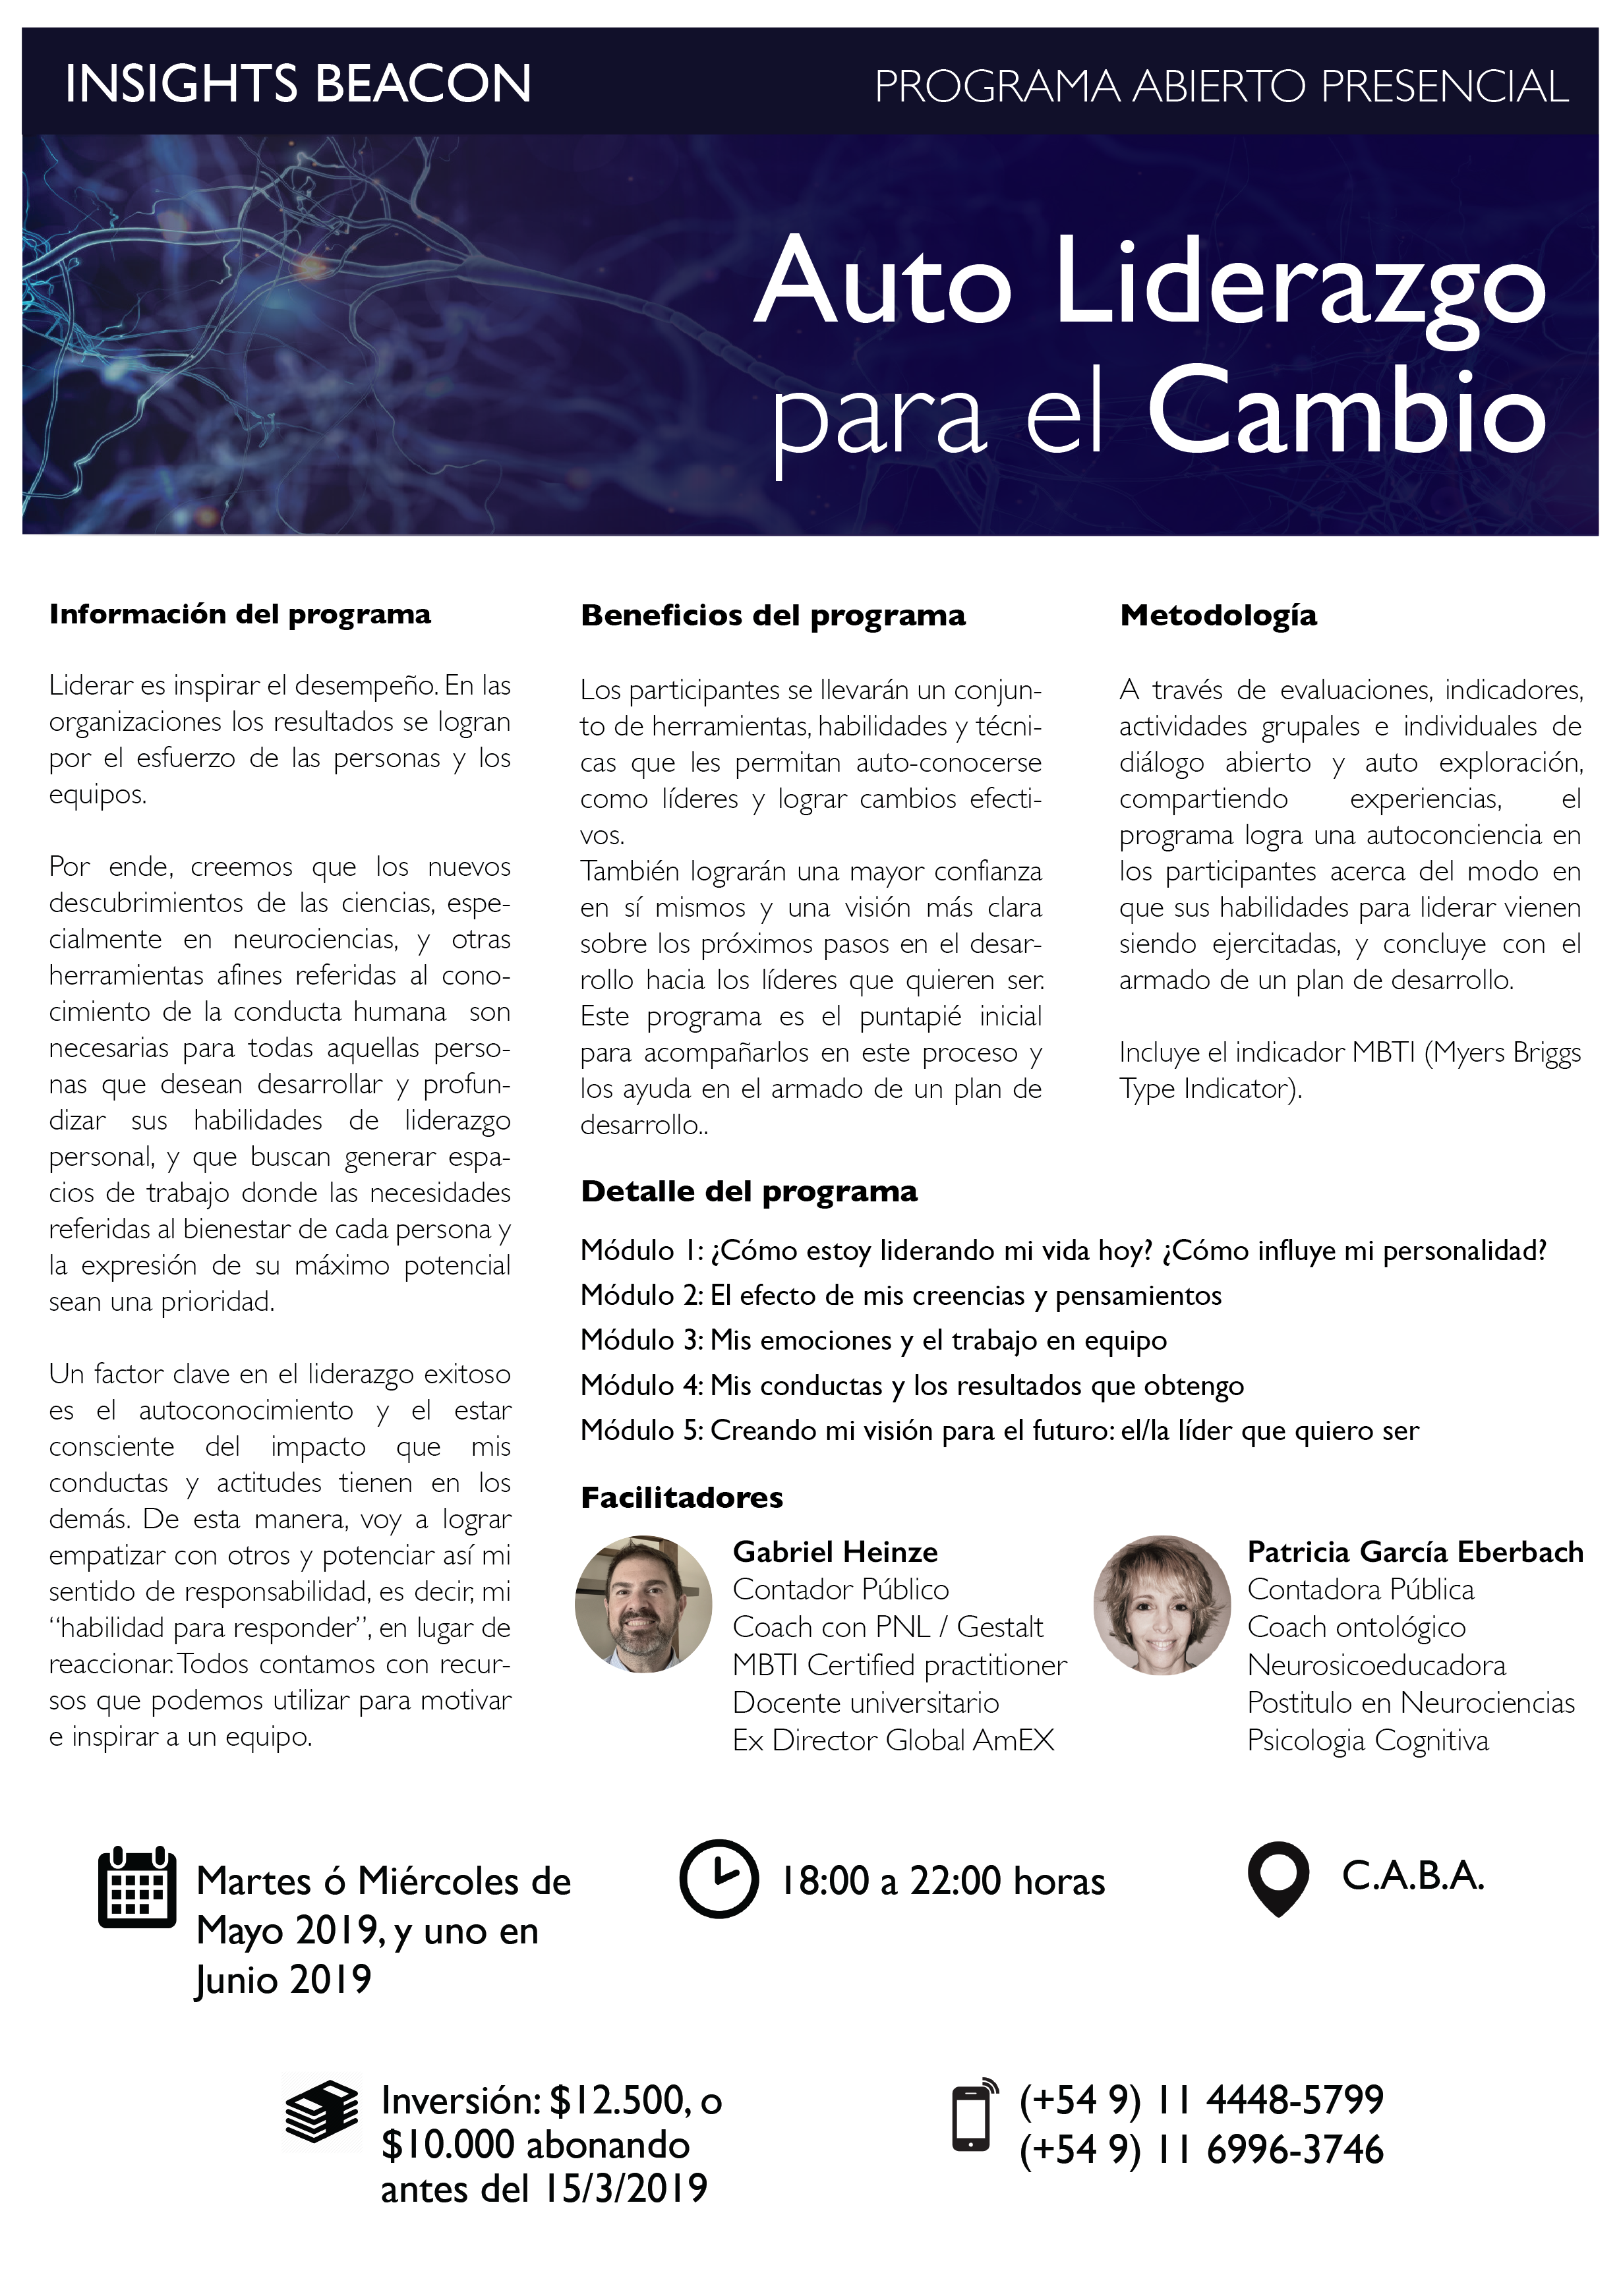 INSIGHTS BEACON
PROGRAMA ABIERTO PRESENCIAL
Auto Liderazgo
para el Cambio
Información del programa
Liderar es inspirar el desempeño. En las
organizaciones los resultados se logran
por el esfuerzo de las personas y los
equipos.
Por ende, creemos que los nuevos
descubrimientos de las ciencias, espe-
cialmente en neurociencias, y otras
herramientas afines referidas al cono-
cimiento de la conducta humana son
necesarias para todas aquellas perso-
nas que desean desarrollar y profun-
dizar sus habilidades de liderazgo
personal, y que buscan generar espa-
cios de trabajo donde las necesidades
referidas al bienestar de cada persona y
la expresión de su máximo potencial
sean una prioridad.
Un factor clave en el liderazgo exitoso
es el autoconocimiento y el estar
consciente del impacto que mis
conductas y actitudes tienen en los
demás. De esta manera, voy a lograr
empatizar con otros y potenciar así mi
sentido de responsabilidad, es decir, mi
“habilidad para responder”, en lugar de
reaccionar. Todos contamos con recur-
sos que podemos utilizar para motivar
e inspirar a un equipo.
Beneficios del programa
Los participantes se llevarán un conjun-
to de herramientas, habilidades y técni-
cas que les permitan auto-conocerse
como líderes y lograr cambios efecti-
vos.
También lograrán una mayor confianza
en sí mismos y una visión más clara
sobre los próximos pasos en el desar-
rollo hacia los líderes que quieren ser.
Este programa es el puntapié inicial
para acompañarlos en este proceso y
los ayuda en el armado de un plan de
desarrollo..
Metodología
A través de evaluaciones, indicadores,
actividades grupales e individuales de
diálogo abierto y auto exploración,
compartiendo experiencias, el
programa logra una autoconciencia en
los participantes acerca del modo en
que sus habilidades para liderar vienen
siendo ejercitadas, y concluye con el
armado de un plan de desarrollo.
Incluye el indicador MBTI (Myers Briggs
Type Indicator).
Detalle del programa
Módulo 1: ¿Cómo estoy liderando mi vida hoy? ¿Cómo influye mi personalidad?
Módulo 2: El efecto de mis creencias y pensamientos
Módulo 3: Mis emociones y el trabajo en equipo
Módulo 4: Mis conductas y los resultados que obtengo
Módulo 5: Creando mi visión para el futuro: el/la líder que quiero ser
Facilitadores
Gabriel Heinze
Contador Público
Coach con PNL / Gestalt
MBTI Certified practitioner
Docente universitario
Ex Director Global AmEX
Patricia García Eberbach
Contadora Pública
Coach ontológico
Neurosicoeducadora
Postitulo en Neurociencias
Psicologia Cognitiva
Martes ó Miércoles de
Mayo 2019, y uno en
Junio 2019
18:00 a 22:00 horas
C.A.B.A.
Inversión: $12.500, o
$10.000 abonando
antes del 15/3/2019
(+54 9) 11 4448-5799
(+54 9) 11 6996-3746